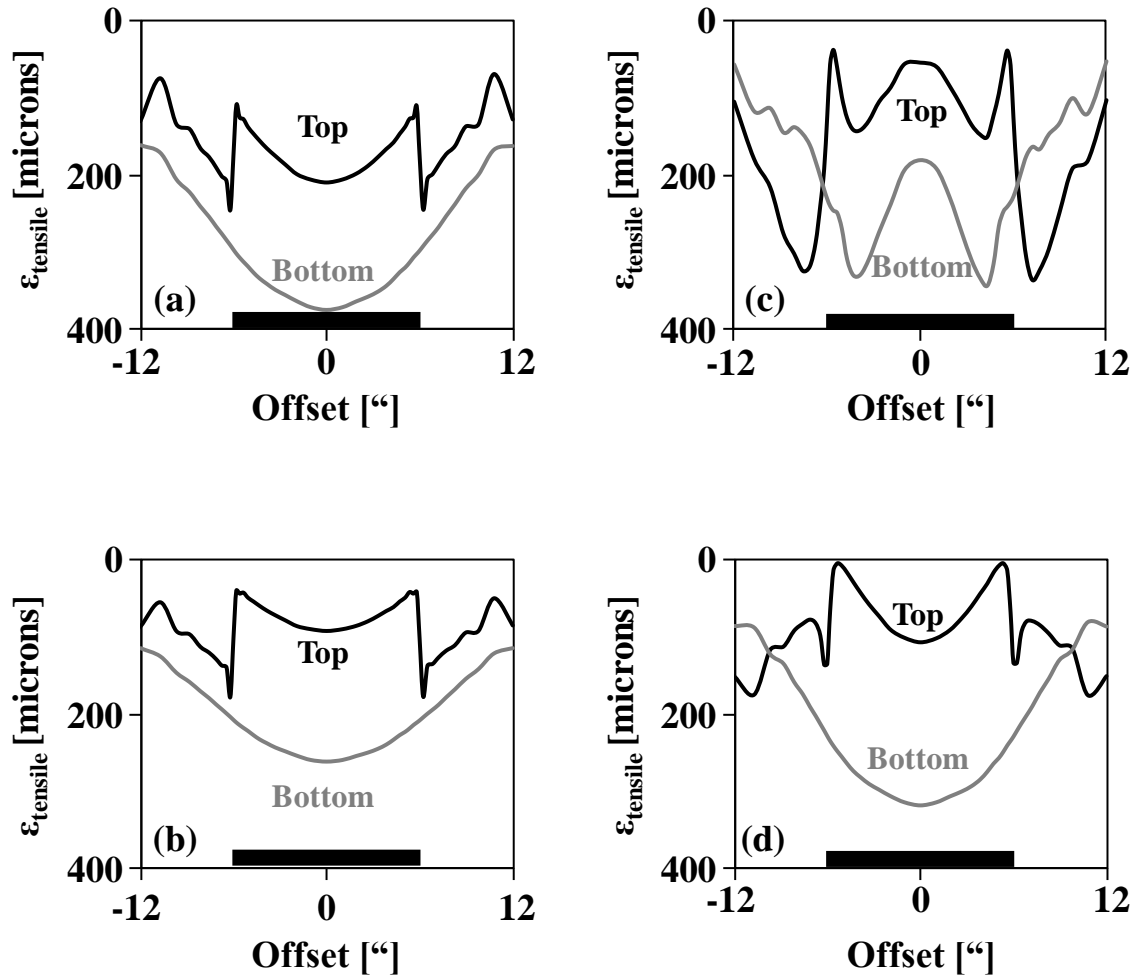 0
200
400
-12
0
12
ε_tensile [microns]
Offset [“]
Top
Bottom
(a)
0
200
400
-12
0
12
ε_tensile [microns]
Offset [“]
Top
Bottom
(c)
0
200
400
-12
0
12
ε_tensile [microns]
Offset [“]
Top
Bottom
(b)
0
200
400
-12
0
12
ε_tensile [microns]
Offset [“]
Top
Bottom
(d)